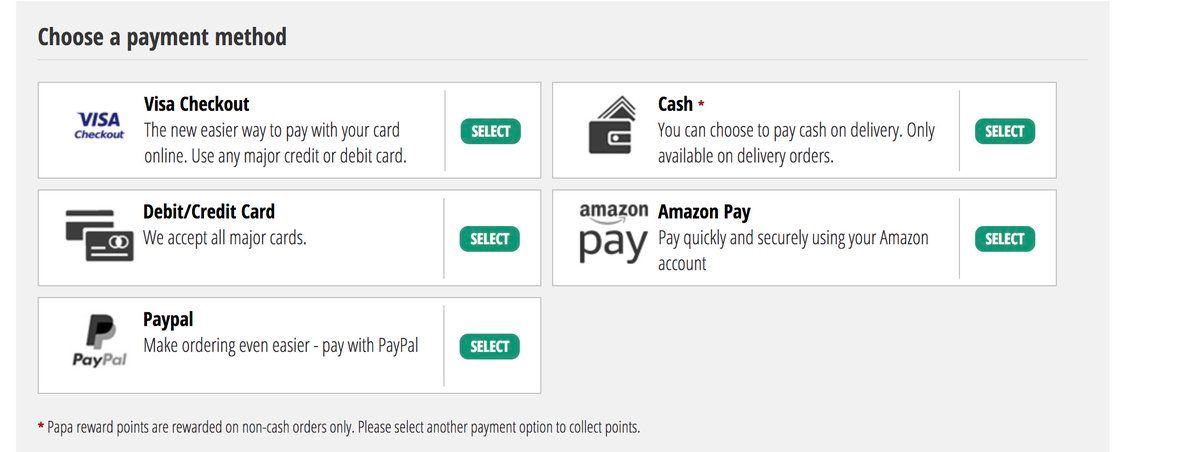 Choose a payment method
VISA
Checkout
Visa Checkout
The new easier way to pay with your card
online. Use any major credit or debit card.
SELECT
Cash *
You can choose to pay cash on delivery. Only
available on delivery orders.
SELECT
Debit/Credit Card
We accept all major cards.
SELECT
amazon
pay
Amazon Pay
Pay quickly and securely using your Amazon
account
SELECT
PayPal
Paypal
Make ordering even easier - pay with PayPal
SELECT
* Papa reward points are rewarded on non-cash orders only. Please select another payment option to collect points.